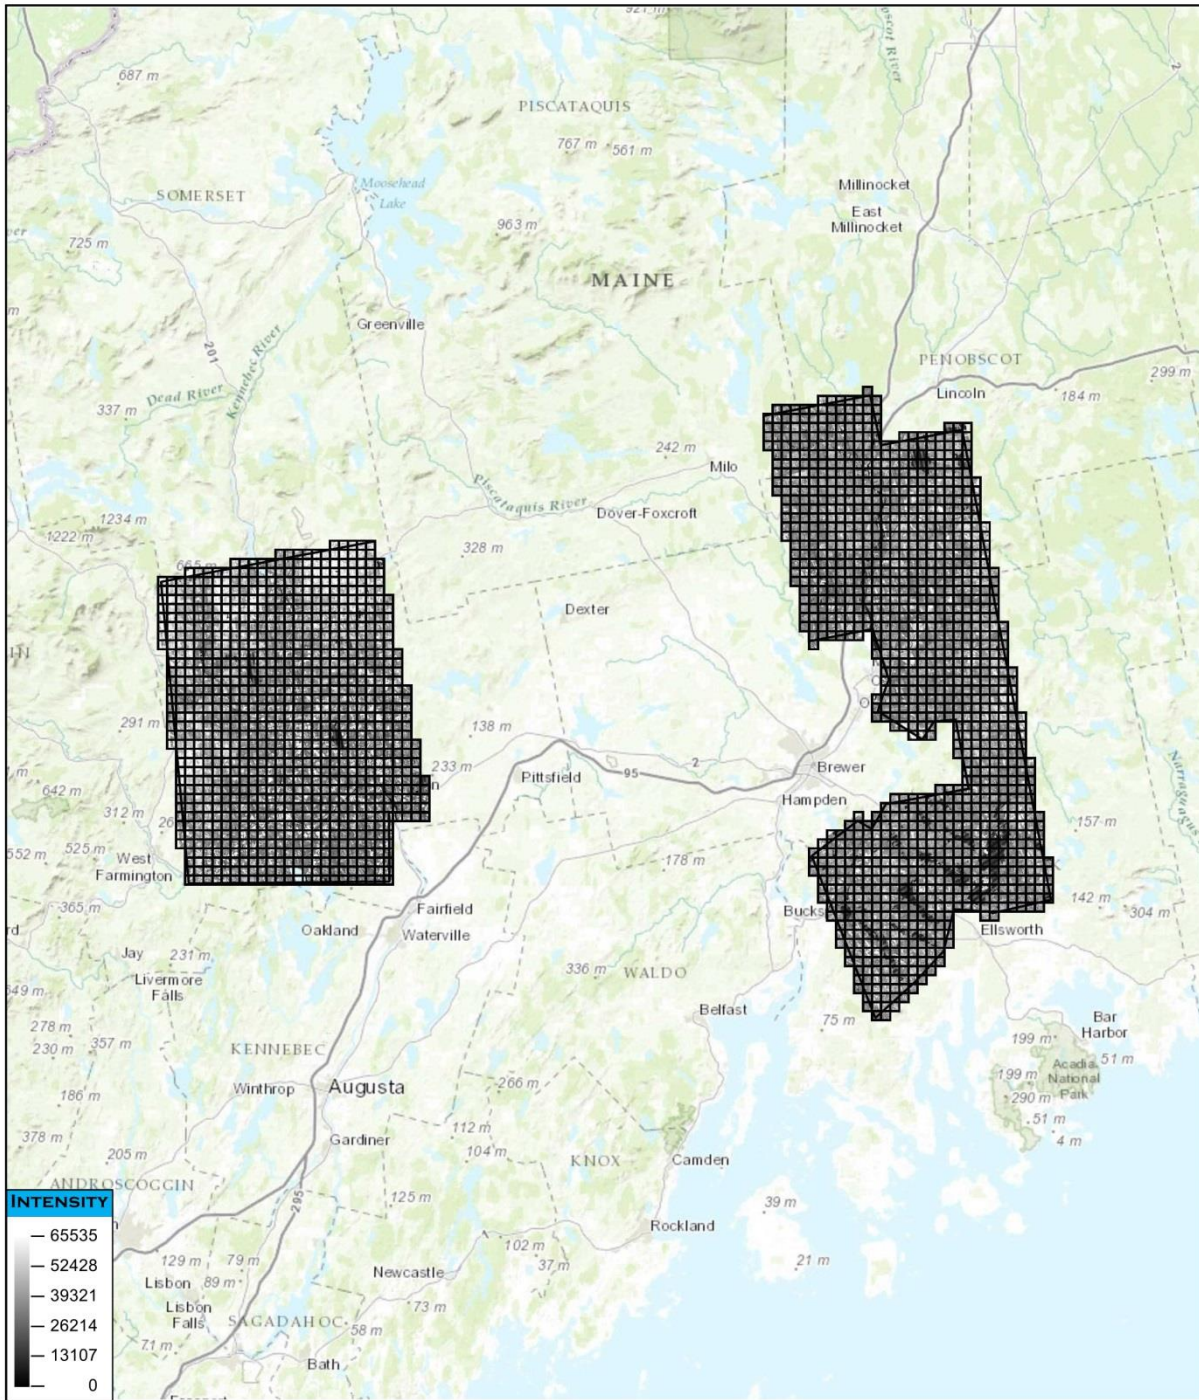 921 m
2
687 m
PISCATAQUIS
767 m
561 m
SOMERSET
Moosehead
Lake
Millinocket
East
Millinocket
963 m
725 m
MAINE
Greenville
201
Kennebec River
Dead River
PENOBSCOT
299 m
Lincoln
184 m
337 m
242 m
Milo
Piscataquis River
Dover-Foxcroft
1234 m
1222 m
328 m
665 m
Dexter
291 m
138 m
Narraguagus
233 m
2
95
Brewer
Pittsfield
642 m
Hampden
312 m
157 m
525 m
552 m
West
Farmington
178 m
365 m
142 m
304 m
Fairfield
Bucks
Oakland
Waterville
Ellsworth
Jay
231 m
336 m
WALDO
Livermore
Falls
649 m
Belfast
75 m
Bar
Harbor
278 m
357 m
230 m
KENNEBEC
199 m
51 m
Acadia
National
Park
199 m
Winthrop
Augusta
266 m
290 m
186 m
51 m
4 m
378 m
Gardiner
112 m
104 m
205 m
KNOX
Camden
ANDROSCOGGIN
INTENSITY
65535
52428
39321
26214
13107
0
295
125 m
39 m
Rockland
102 m
37 m
21 m
129 m
79 m
Lisbon
89 m
Newcastle
Lisbon
Falls
73 m
SAGADAHOC
58 m
71 m
Bath